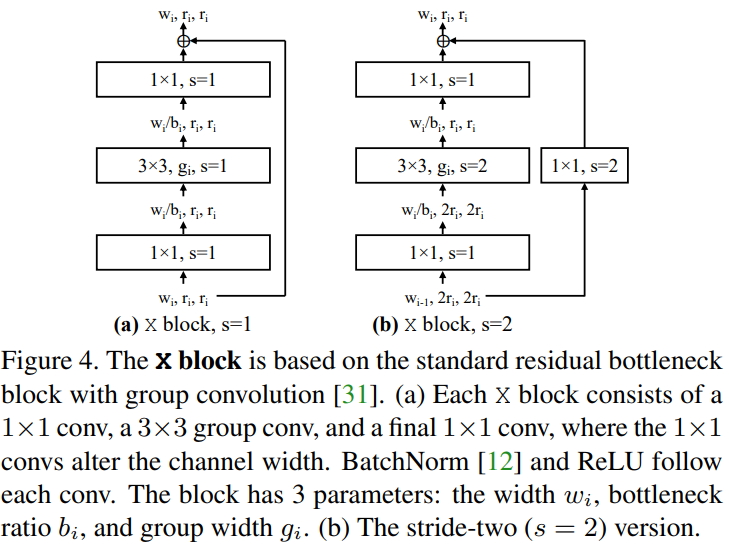 wᵢ, rᵢ, rᵢ
1×1, s=1
wᵢ/bᵢ, rᵢ, rᵢ
3×3, gᵢ, s=1
wᵢ/bᵢ, rᵢ, rᵢ
1×1, s=1
wᵢ, rᵢ, rᵢ
(a) X block, s=1
wᵢ, rᵢ, rᵢ
1×1, s=1
wᵢ/bᵢ, rᵢ, rᵢ
3×3, gᵢ, s=2
1×1, s=2
wᵢ/bᵢ, 2rᵢ, 2rᵢ
1×1, s=1
wᵢ₋₁, 2rᵢ, 2rᵢ
(b) X block, s=2
Figure 4. The X block is based on the standard residual bottleneck
block with group convolution [31]. (a) Each X block consists of a
1×1 conv, a 3×3 group conv, and a final 1×1 conv, where the 1×1
convs alter the channel width. BatchNorm [12] and ReLU follow
each conv. The block has 3 parameters: the width wᵢ, bottleneck
ratio bᵢ, and group width gᵢ. (b) The stride-two (s = 2) version.